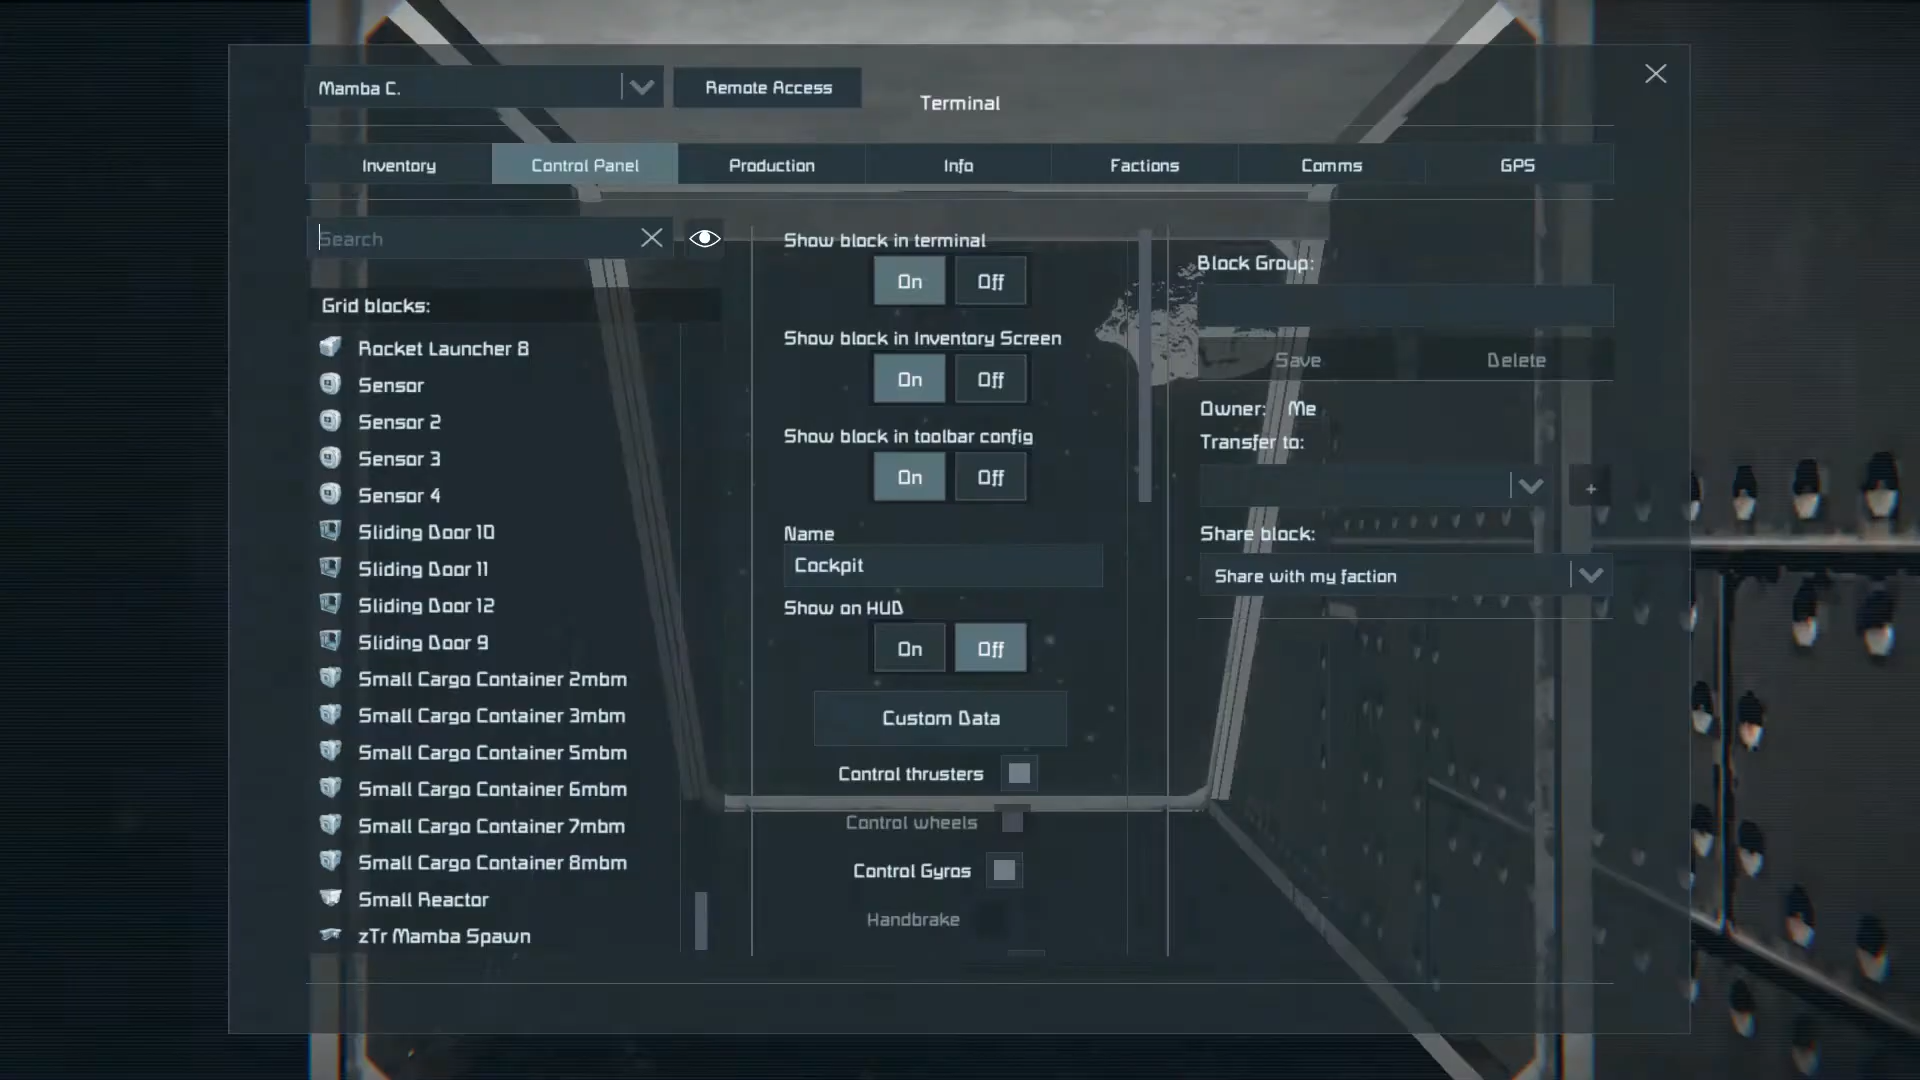 Mamba C.
Remote Access
Terminal
Inventory
Control Panel
Production
Info
Factions
Comms
GPS
Search
Grid blocks:
Rocket Launcher 8
Sensor
Sensor 2
Sensor 3
Sensor 4
Sliding Door 10
Sliding Door 11
Sliding Door 12
Sliding Door 9
Small Cargo Container 2mbm
Small Cargo Container 3mbm
Small Cargo Container 5mbm
Small Cargo Container 6mbm
Small Cargo Container 7mbm
Small Cargo Container 8mbm
Small Reactor
zTr Mamba Spawn
Show block in terminal
On Off
Show block in Inventory Screen
On Off
Show block in toolbar config
On Off
Name
Cockpit
Show on HUD
On Off
Custom Data
Control thrusters
Control wheels
Control Gyros
Handbrake
Block Group:
Save
Delete
Owner: Me
Transfer to:
+
Share block:
Share with my faction